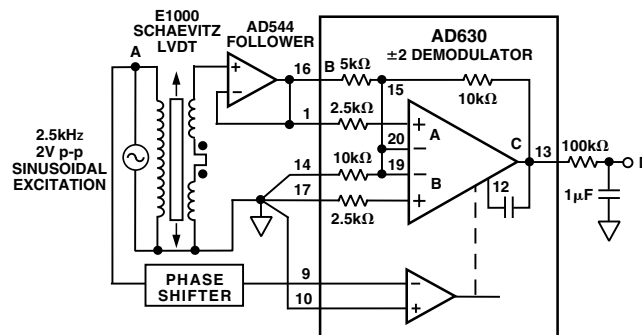 E1000
SCHAEVITZ
LVDT
AD544
FOLLOWER
AD630
±2 DEMODULATOR
A
16
B
5kΩ
15
10kΩ
1
2.5kΩ
A
20
19
C
13
100kΩ
D
2.5kHz
2V p-p
SINUSOIDAL
EXCITATION
14
10kΩ
17
B
2.5kΩ
12
1µF
PHASE
SHIFTER
9
10